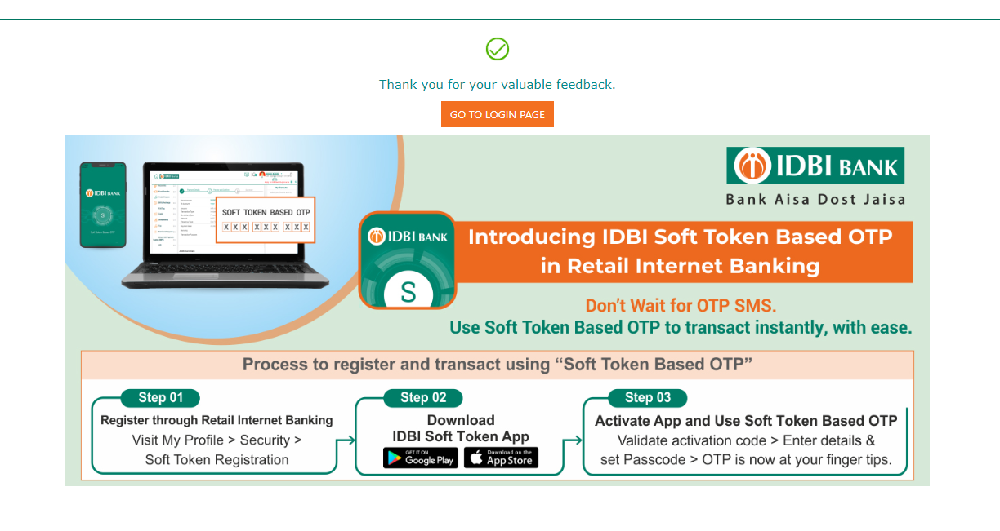 Thank you for your valuable feedback.
GO TO LOGIN PAGE
IDBI BANK
Bank Aisa Dost Jaisa
IDBI BANK
S
Soft Token Based OTP
IDBI BANK
SOFT TOKEN BASED OTP
X X X X X X X X X
IDBI BANK
S
Introducing IDBI Soft Token Based OTP
in Retail Internet Banking
Don't Wait for OTP SMS.
Use Soft Token Based OTP to transact instantly, with ease.
Process to register and transact using “Soft Token Based OTP”
Step 01
Register through Retail Internet Banking
Visit My Profile > Security >
Soft Token Registration
Step 02
Download
IDBI Soft Token App
GET IT ON
Google Play
Download on the
App Store
Step 03
Activate App and Use Soft Token Based OTP
Validate activation code > Enter details &
set Passcode > OTP is now at your finger tips.